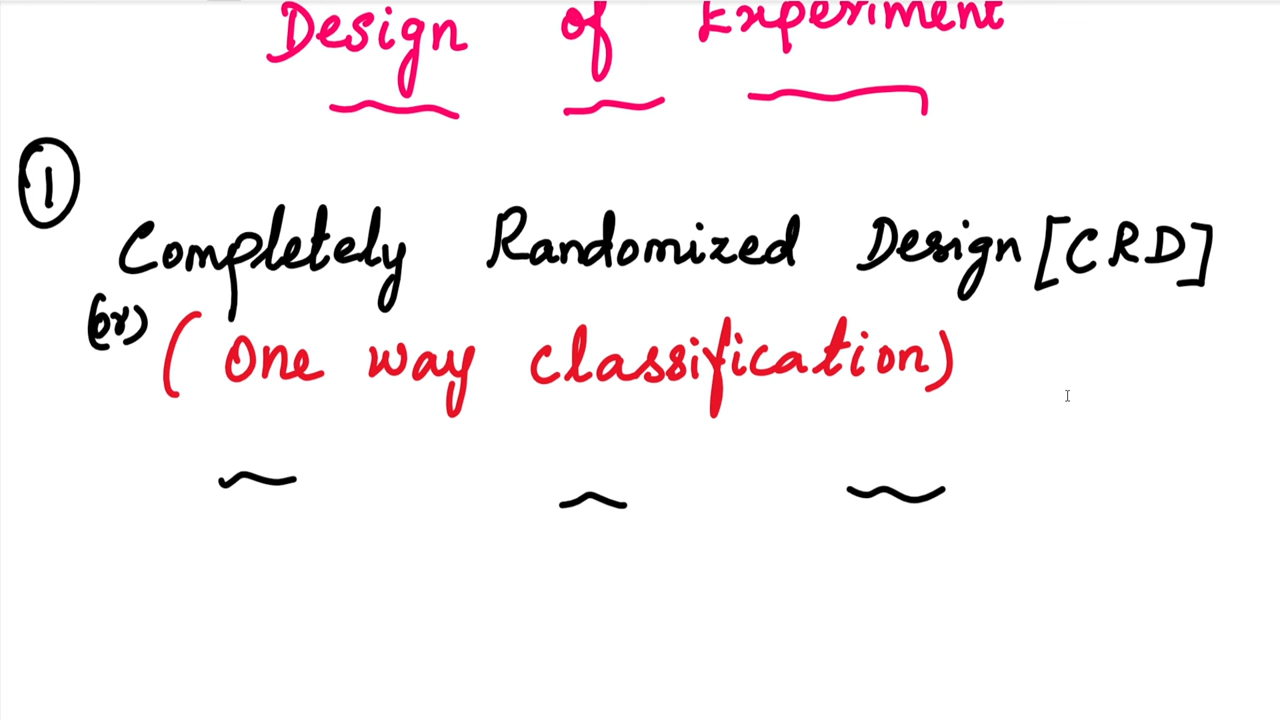 Design of Experiment
1
Completely Randomized Design [CRD]
(or)
(One way classification)